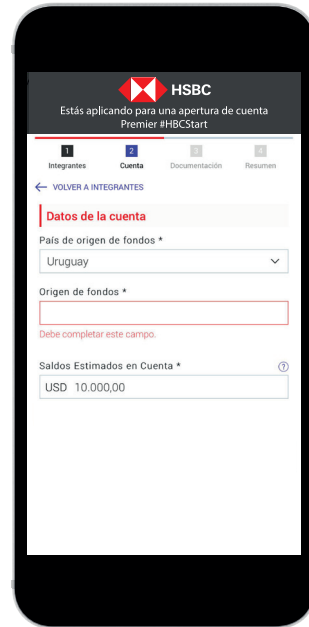 HSBC
Estás aplicando para una apertura de cuenta
Premier #HBCStart
1 2 3 4
Integrantes Cuenta Documentación Resumen
← VOLVER A INTEGRANTES
Datos de la cuenta
País de origen de fondos *
Uruguay
Origen de fondos *
Debe completar este campo.
Saldos Estimados en Cuenta * ?
USD 10.000,00